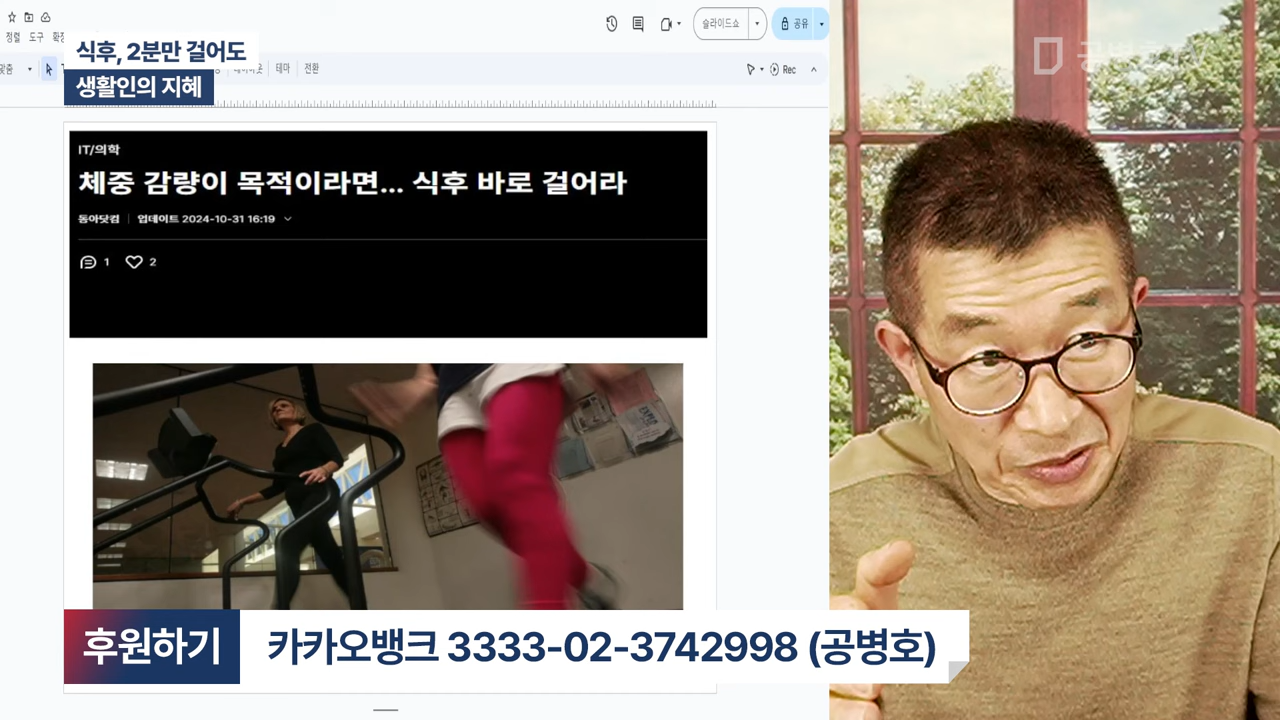 식후, 2분만 걸어도
생활인의 지혜
정렬 도구
테마 전환
슬라이드쇼
공유
Rec
IT/의학
체중 감량이 목적이라면... 식후 바로 걸어라
동아닷컴 업데이트 2024-10-31 16:19
1 2
후원하기
카카오뱅크 3333-02-3742998 (공병호)